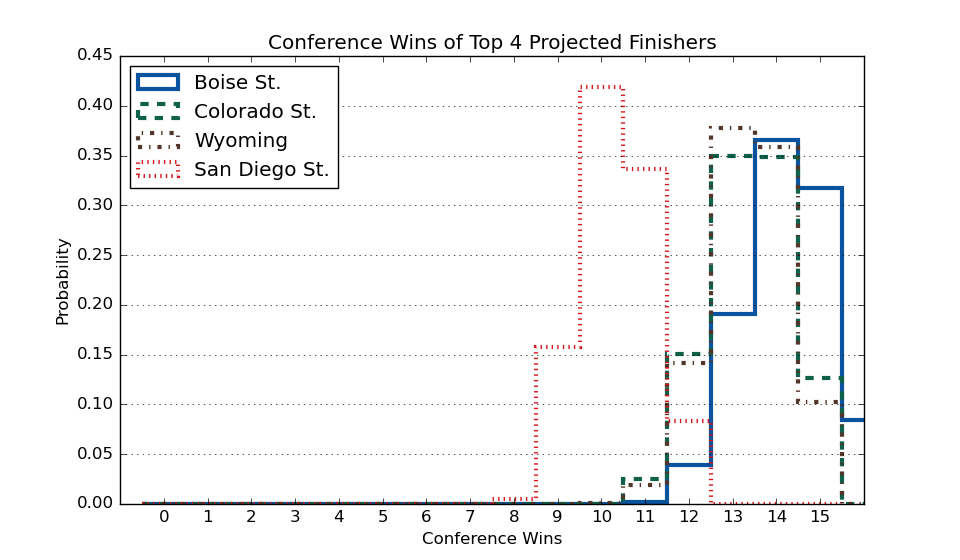 Conference Wins of Top 4 Projected Finishers
Boise St.
Colorado St.
Wyoming
San Diego St.
Probability
0.45
0.40
0.35
0.30
0.25
0.20
0.15
0.10
0.05
0.00
0 1 2 3 4 5 6 7 8 9 10 11 12 13 14 15
Conference Wins